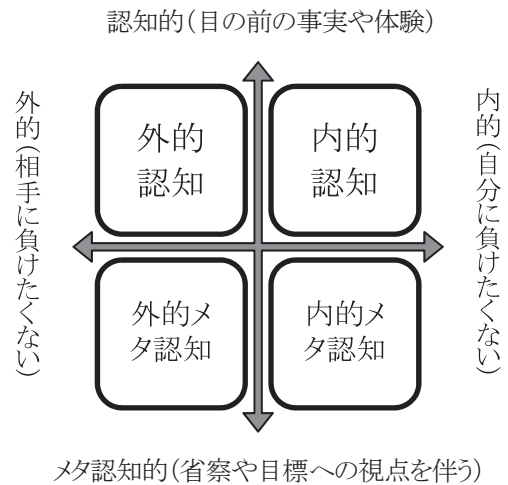 認知的(目の前の事実や体験)
外的(相手に負けたくない)
外的
認知
内的
認知
内的(自分に負けたくない)
外的メ
タ認知
内的メ
タ認知
メタ認知的(省察や目標への視点を伴う)